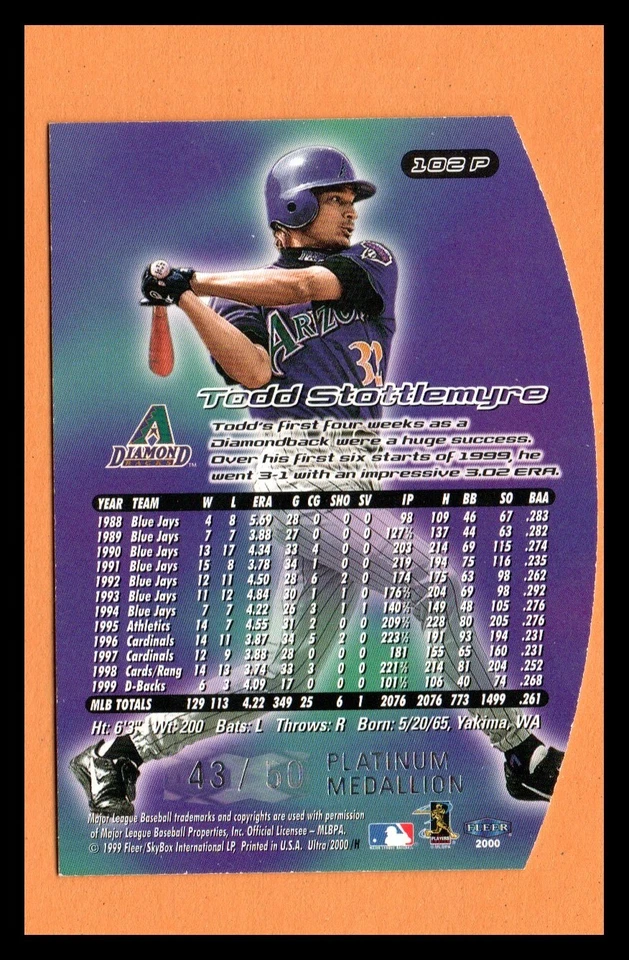 102 P
ARIZO
32
Todd Stottlemyre
Todd's first four weeks as a
Diamondback were a huge success.
Over his first six starts of 1999, he
went 3-1 with an impressive 3.02 ERA.
A
DIAMOND
BACKS ™
YEAR TEAM W L ERA G CG SHO SV IP H BB SO BAA
1988 Blue Jays 4 8 5.69 28 0 0 0 98 109 46 67 .283
1989 Blue Jays 7 7 3.88 27 0 0 0 127⅔ 137 44 63 .282
1990 Blue Jays 13 17 4.34 33 4 0 0 203 214 69 115 .274
1991 Blue Jays 15 8 3.78 34 1 0 0 219 194 75 116 .235
1992 Blue Jays 12 11 4.50 28 6 2 0 174 175 63 98 .262
1993 Blue Jays 11 12 4.84 30 1 1 0 176⅔ 204 69 98 .292
1994 Blue Jays 7 7 4.22 26 3 1 140⅔ 149 48 105 .276
1995 Athletics 14 7 4.55 31 2 0 0 209⅔ 228 80 205 .276
1996 Cardinals 14 11 3.87 34 5 2 0 223⅓ 191 93 194 .231
1997 Cardinals 12 9 3.88 28 0 0 0 181 155 65 160 .231
1998 Cards/Rang 14 13 3.74 33 3 0 0 221⅔ 214 81 204 .252
1999 D-Backs 6 3 4.09 17 0 0 0 101⅓ 106 40 74 .268
MLB TOTALS 129 113 4.22 349 25 6 1 2076 2076 773 1499 .261
Ht: 6'3" Wt: 200 Bats: L Throws: R Born: 5/20/65, Yakima, WA
43 / 50 PLATINUM
MEDALLION
Major League Baseball trademarks and copyrights are used with permission
of Major League Baseball Properties, Inc. Official Licensee – MLBPA.
© 1999 Fleer/SkyBox International LP, Printed in U.S.A. Ultra/2000/H
PLAYERS
© MLBPA
FLEER
2000